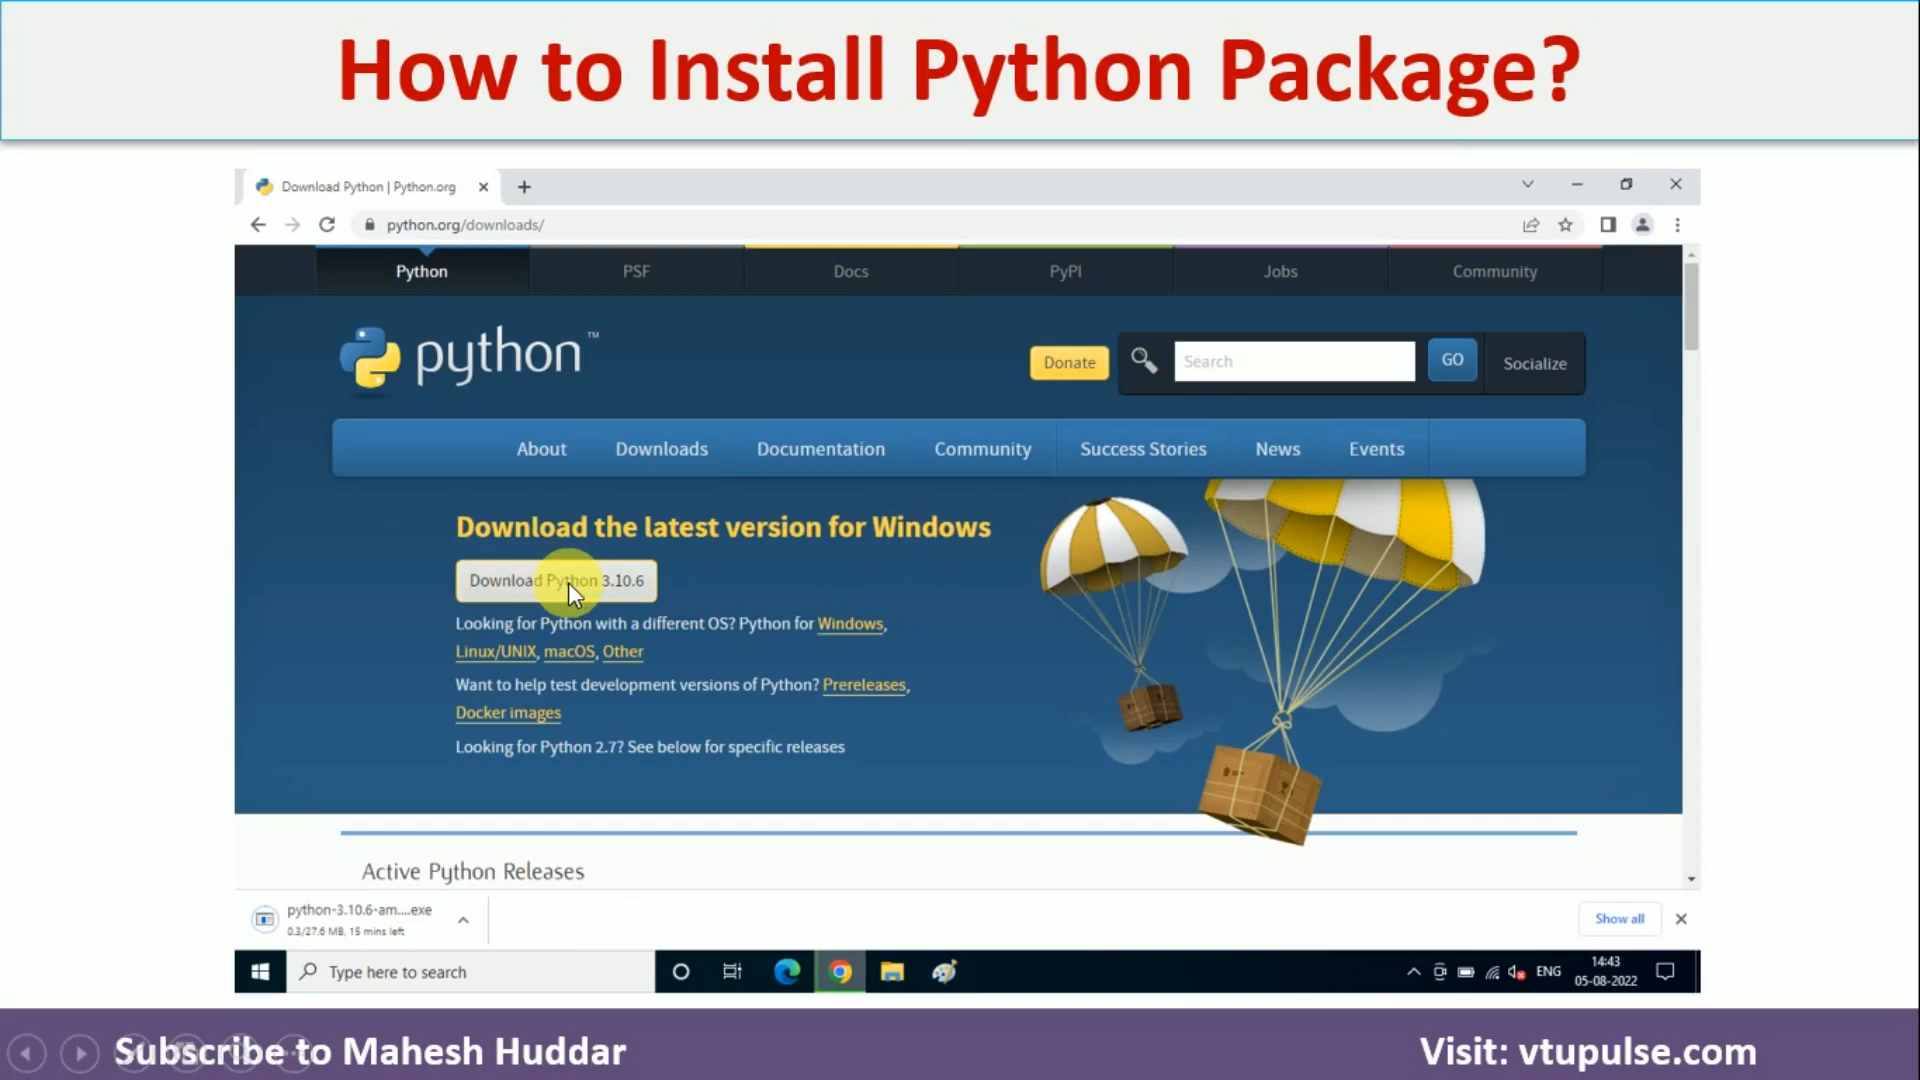 How to Install Python Package?
Download Python | Python.org
python.org/downloads/
Python PSF Docs PyPI Jobs Community
python™
Donate Search GO Socialize
About Downloads Documentation Community Success Stories News Events
Download the latest version for Windows
Download Python 3.10.6
Looking for Python with a different OS? Python for Windows,
Linux/UNIX, macOS, Other
Want to help test development versions of Python? Prereleases,
Docker images
Looking for Python 2.7? See below for specific releases
Active Python Releases
python-3.10.6-am....exe
0.3/27.6 MB, 15 mins left
Show all
Type here to search
ENG
14:43
05-08-2022
Subscribe to Mahesh Huddar
Visit: vtupulse.com